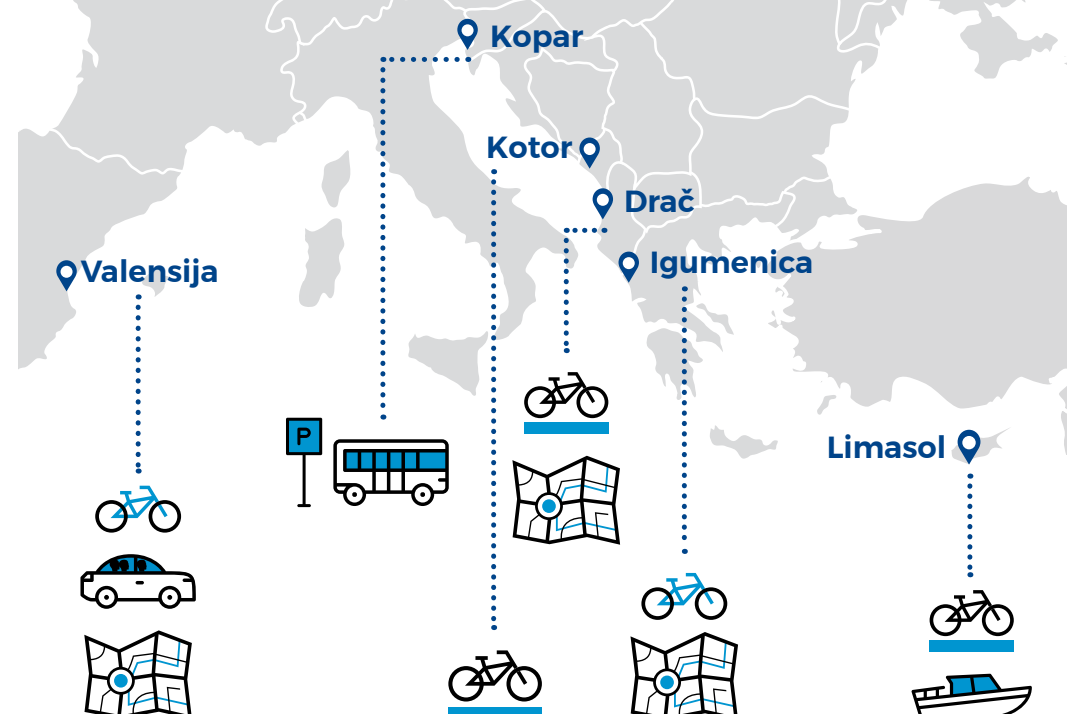 Kopar
Kotor
Drač
Igumenica
Valensija
P
Limasol